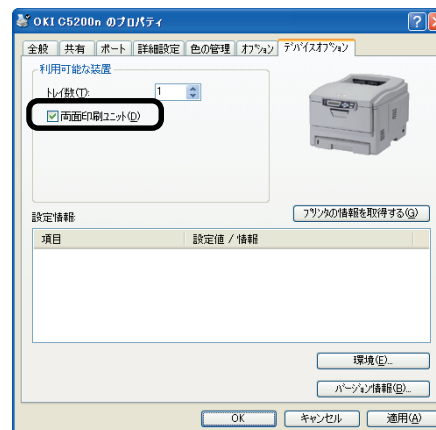 OKI C5200n のプロパティ
全般 共有 ポート 詳細設定 色の管理 オプション デバイスオプション
利用可能な装置
トレイ数(T): 1
両面印刷ユニット(D)
プリンタの情報を取得する(G)
設定情報:
項目 設定値 / 情報
環境(E)...
バージョン情報(B)...
OK キャンセル 適用(A)